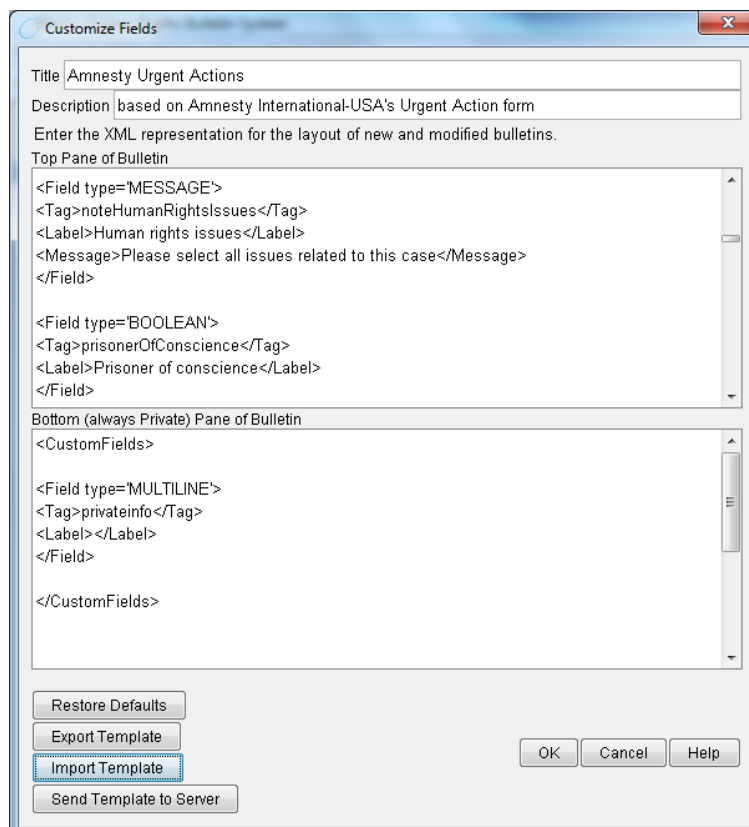 Bulletin System
Customize Fields
Title Amnesty Urgent Actions
Description based on Amnesty International-USA's Urgent Action form
Enter the XML representation for the layout of new and modified bulletins.
Top Pane of Bulletin
<Field type='MESSAGE'>
<Tag>noteHumanRightsIssues</Tag>
<Label>Human rights issues</Label>
<Message>Please select all issues related to this case</Message>
</Field>
<Field type='BOOLEAN'>
<Tag>prisonerOfConscience</Tag>
<Label>Prisoner of conscience</Label>
</Field>
Bottom (always Private) Pane of Bulletin
<CustomFields>
<Field type='MULTILINE'>
<Tag>privateinfo</Tag>
<Label></Label>
</Field>
</CustomFields>
Restore Defaults
Export Template
OK Cancel Help
Import Template
Send Template to Server